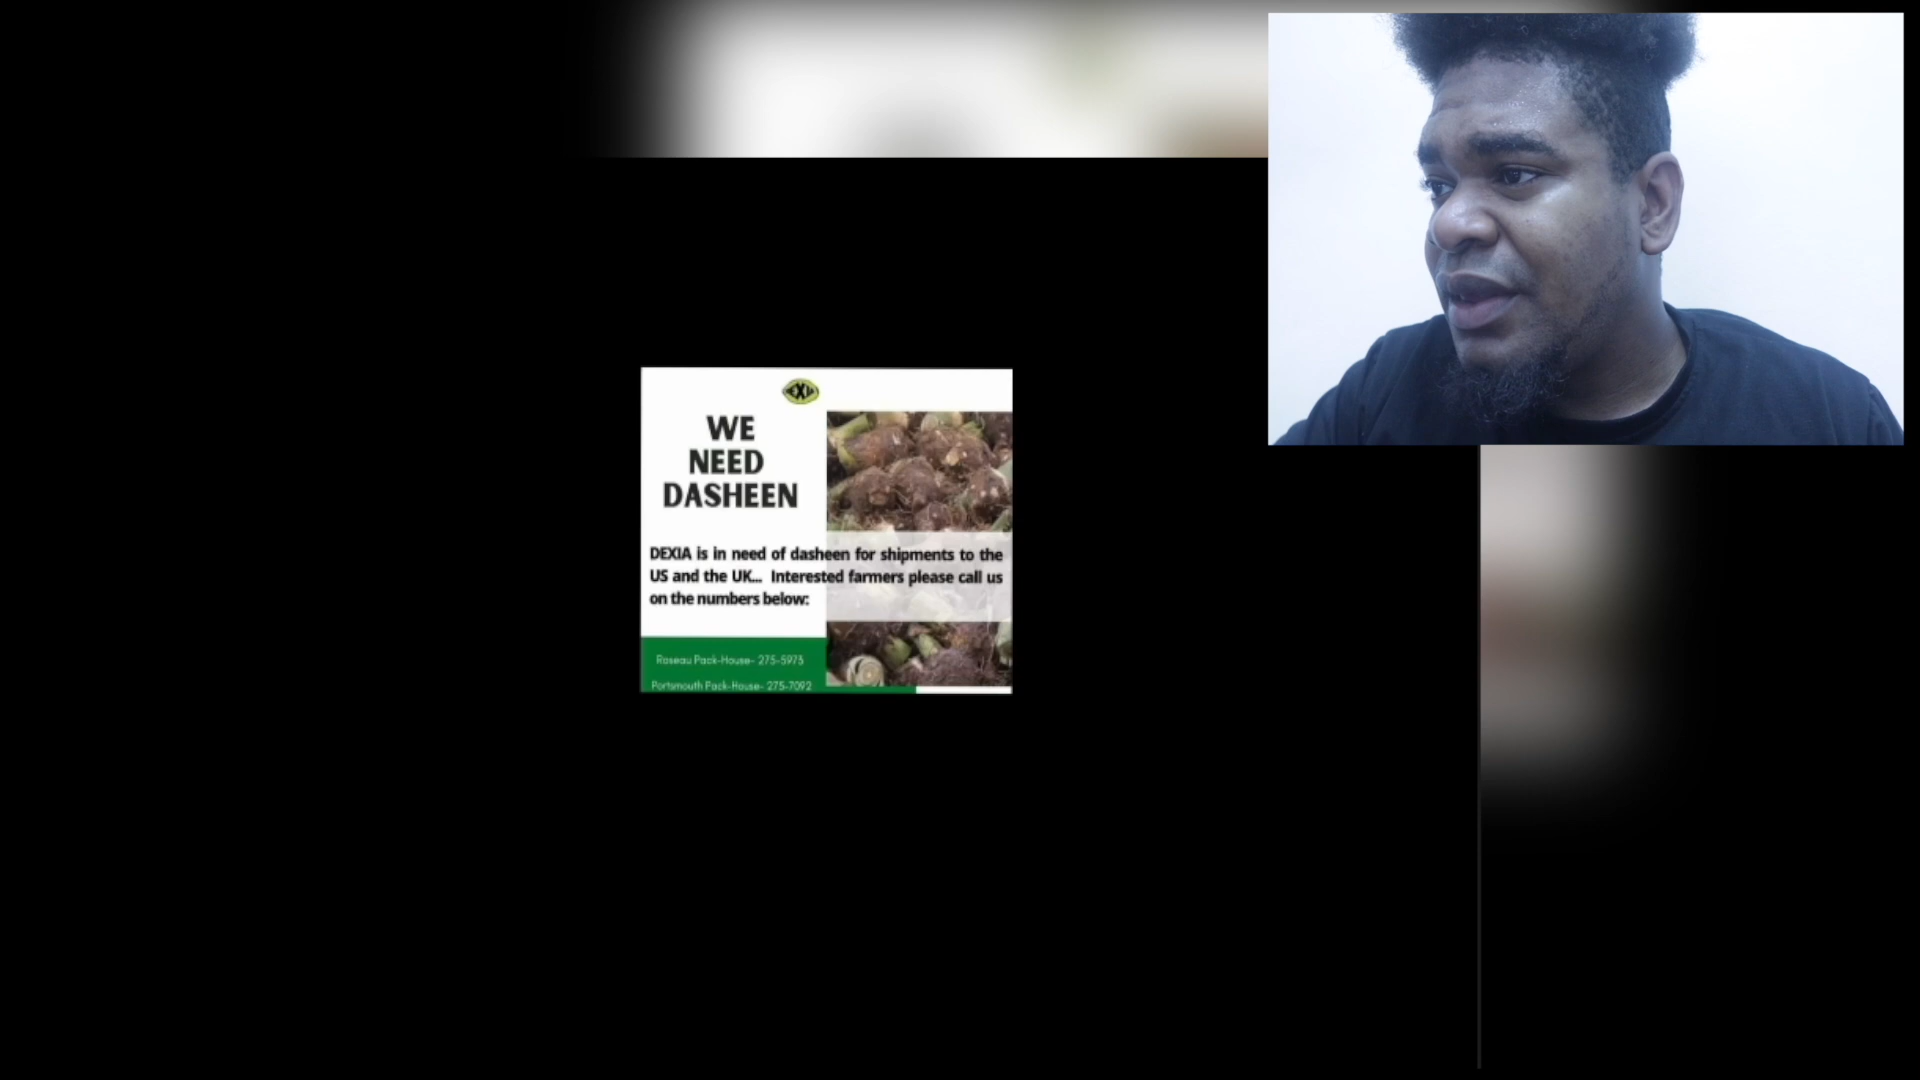 DEXIA
WE
NEED
DASHEEN
DEXIA is in need of dasheen for shipments to the
US and the UK... Interested farmers please call us
on the numbers below:
Roseau Pack-House- 275-5973
Portsmouth Pack-House- 275-7092